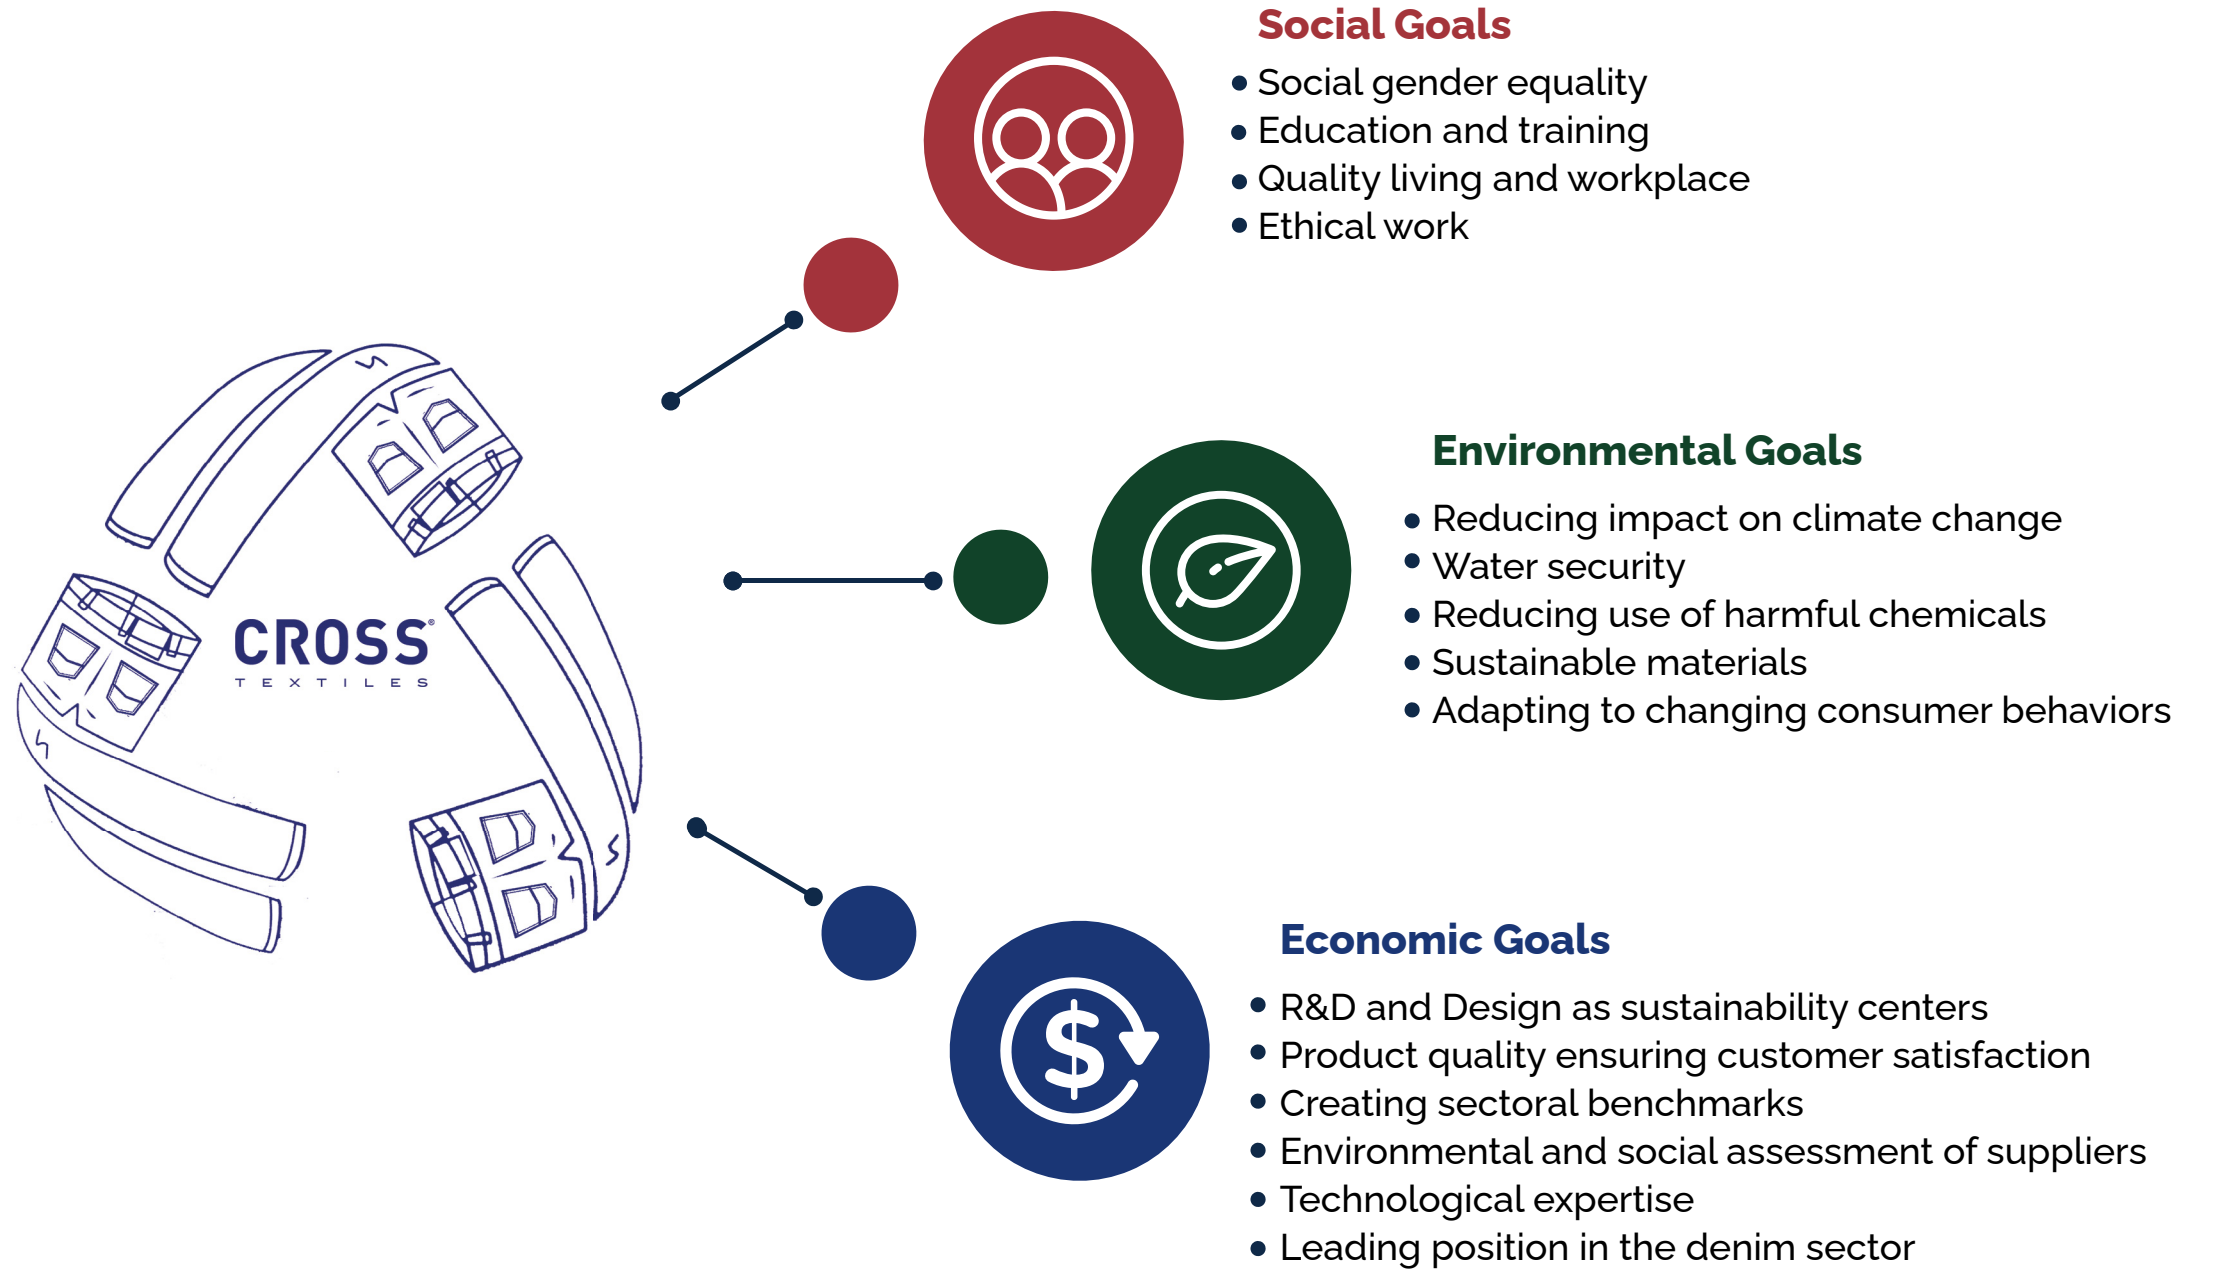 CROSS®
TEXTILES
Social Goals
Social gender equality
Education and training
Quality living and workplace
Ethical work
Environmental Goals
Reducing impact on climate change
Water security
Reducing use of harmful chemicals
Sustainable materials
Adapting to changing consumer behaviors
Economic Goals
R&D and Design as sustainability centers
Product quality ensuring customer satisfaction
Creating sectoral benchmarks
Environmental and social assessment of suppliers
Technological expertise
Leading position in the denim sector